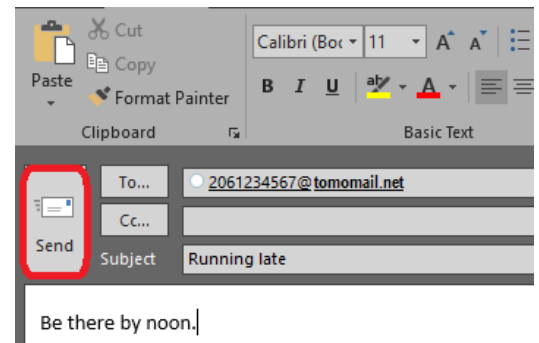 Cut
Calibri (Boc 11 A A
Copy
Paste
Format Painter
B I U aby A
Clipboard
Basic Text
To...
2061234567@tomomail.net
Cc...
Send
Subject
Running late
Be there by noon.